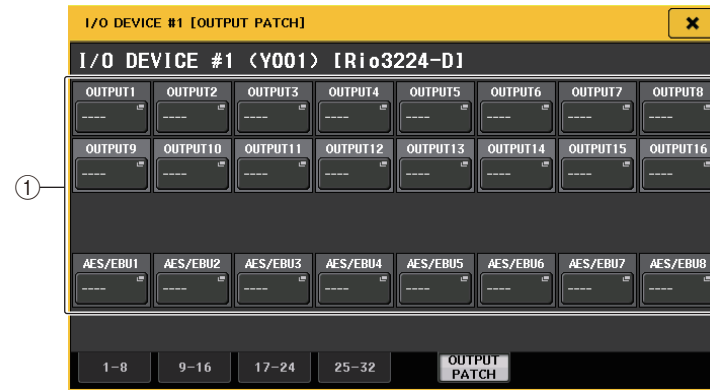 I/O DEVICE #1 [OUTPUT PATCH]
I/O DEVICE #1 (Y001) [Rio3224-D]
OUTPUT1 OUTPUT2 OUTPUT3 OUTPUT4 OUTPUT5 OUTPUT6 OUTPUT7 OUTPUT8
---- ---- ---- ---- ---- ---- ---- ----
OUTPUT9 OUTPUT10 OUTPUT11 OUTPUT12 OUTPUT13 OUTPUT14 OUTPUT15 OUTPUT16
---- ---- ---- ---- ---- ---- ---- ----
1
AES/EBU1 AES/EBU2 AES/EBU3 AES/EBU4 AES/EBU5 AES/EBU6 AES/EBU7 AES/EBU8
---- ---- ---- ---- ---- ---- ---- ----
1-8 9-16 17-24 25-32 OUTPUT
PATCH